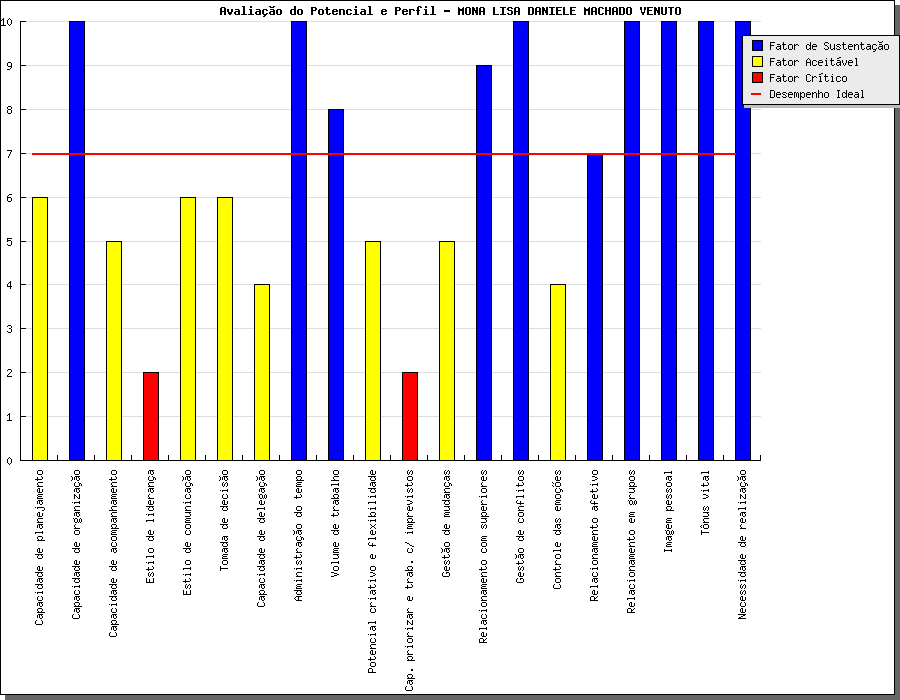 Avaliação do Potencial e Perfil - MONA LISA DANIELE MACHADO VENUTO
Fator de Sustentação
Fator Aceitável
Fator Crítico
Desempenho Ideal
10
9
8
7
6
5
4
3
2
1
0
Capacidade de planejamento
Capacidade de organização
Capacidade de acompanhamento
Estilo de liderança
Estilo de comunicação
Tomada de decisão
Capacidade de delegação
Administração do tempo
Volume de trabalho
Potencial criativo e flexibilidade
Cap. priorizar e trab. c/ imprevistos
Gestão de mudanças
Relacionamento com superiores
Gestão de conflitos
Controle das emoções
Relacionamento afetivo
Relacionamento em grupos
Imagem pessoal
Tônus vital
Necessidade de realização